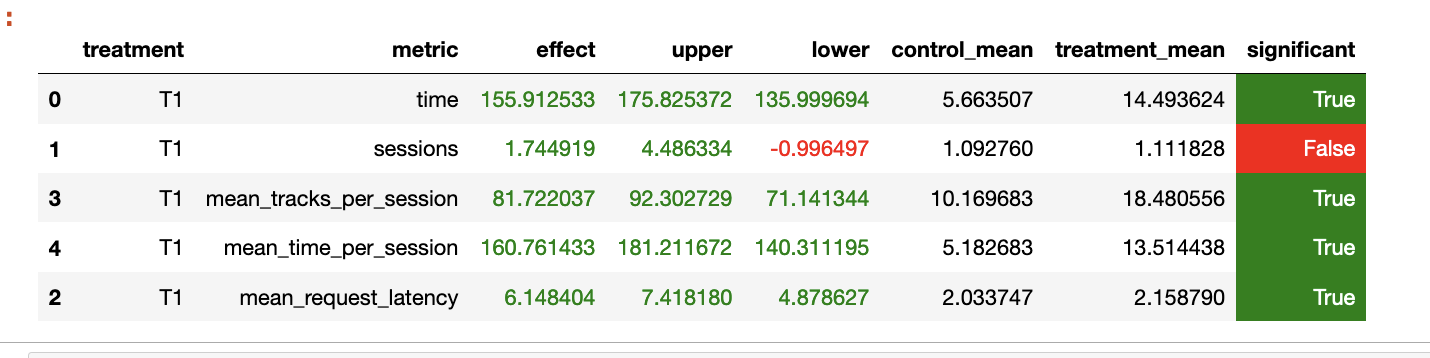 :
treatment metric effect upper lower control_mean treatment_mean significant
0 T1 time 155.912533 175.825372 135.999694 5.663507 14.493624 True
1 T1 sessions 1.744919 4.486334 -0.996497 1.092760 1.111828 False
3 T1 mean_tracks_per_session 81.722037 92.302729 71.141344 10.169683 18.480556 True
4 T1 mean_time_per_session 160.761433 181.211672 140.311195 5.182683 13.514438 True
2 T1 mean_request_latency 6.148404 7.418180 4.878627 2.033747 2.158790 True